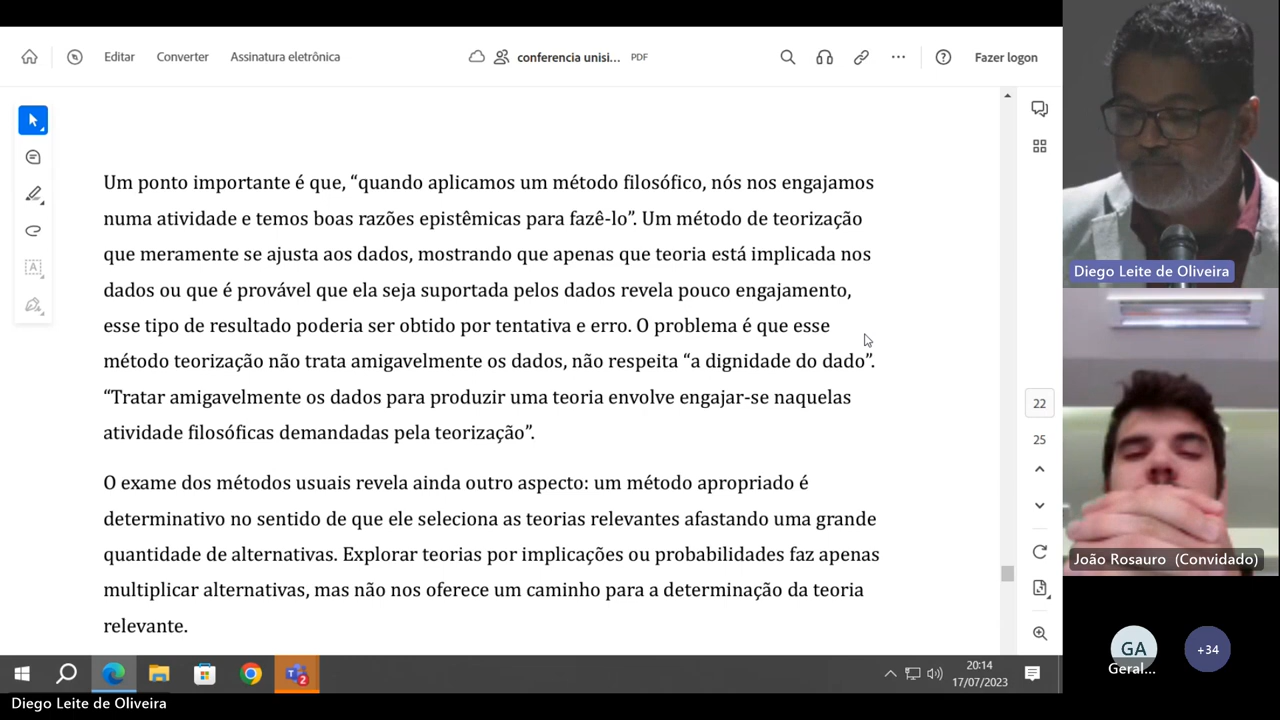 Editar Converter Assinatura eletrônica conferencia unisi... PDF Fazer logon
Um ponto importante é que, “quando aplicamos um método filosófico, nós nos engajamos
numa atividade e temos boas razões epistêmicas para fazê-lo”. Um método de teorização
que meramente se ajusta aos dados, mostrando que apenas que teoria está implicada nos
dados ou que é provável que ela seja suportada pelos dados revela pouco engajamento,
esse tipo de resultado poderia ser obtido por tentativa e erro. O problema é que esse
método teorização não trata amigavelmente os dados, não respeita “a dignidade do dado”.
“Tratar amigavelmente os dados para produzir uma teoria envolve engajar-se naquelas
atividade filosóficas demandadas pela teorização”.
O exame dos métodos usuais revela ainda outro aspecto: um método apropriado é
determinativo no sentido de que ele seleciona as teorias relevantes afastando uma grande
quantidade de alternativas. Explorar teorias por implicações ou probabilidades faz apenas
multiplicar alternativas, mas não nos oferece um caminho para a determinação da teoria
relevante.
22
25
Diego Leite de Oliveira
João Rosauro (Convidado)
GA
Geral...
+34
2
20:14
17/07/2023
Diego Leite de Oliveira